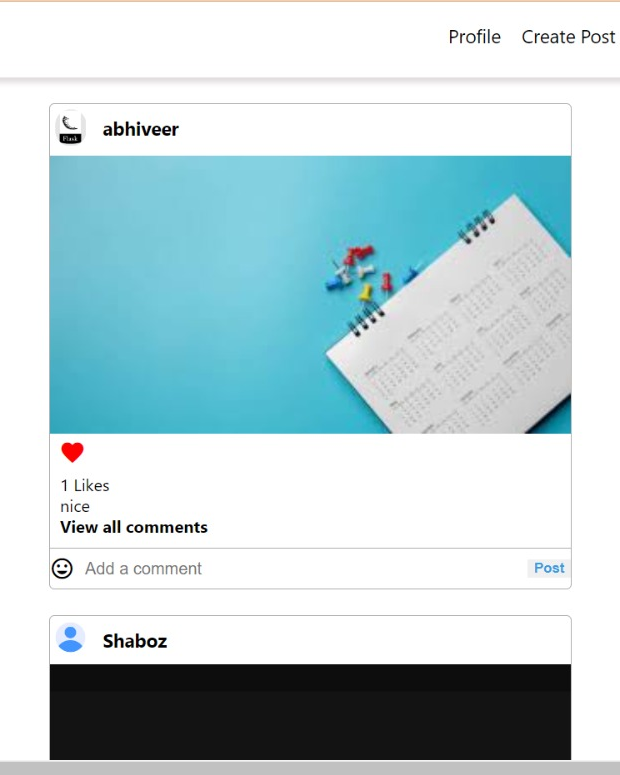 Profile Create Post
Flask
abhiveer
1 Likes
nice
View all comments
Add a comment Post
Shaboz